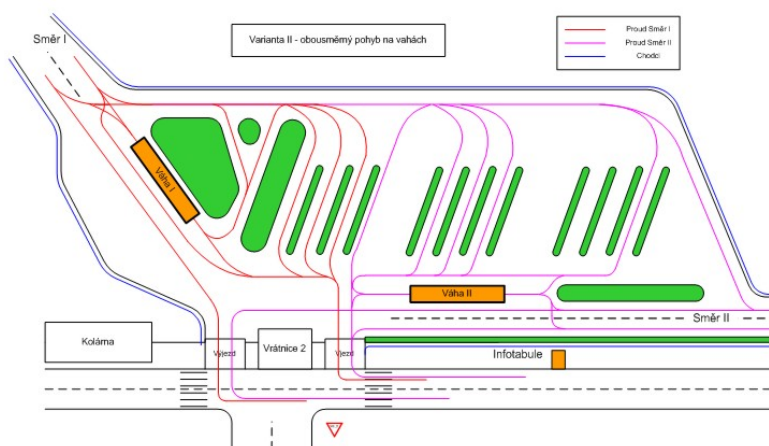 Směr I
Varianta II - obousměrný pohyb na vahách
Proud Směr I
Proud Směr II
Chodci
Váha I
Váha II
Směr II
Kolárna
Výjezd
Vrátnice 2
Vjezd
Infotabule